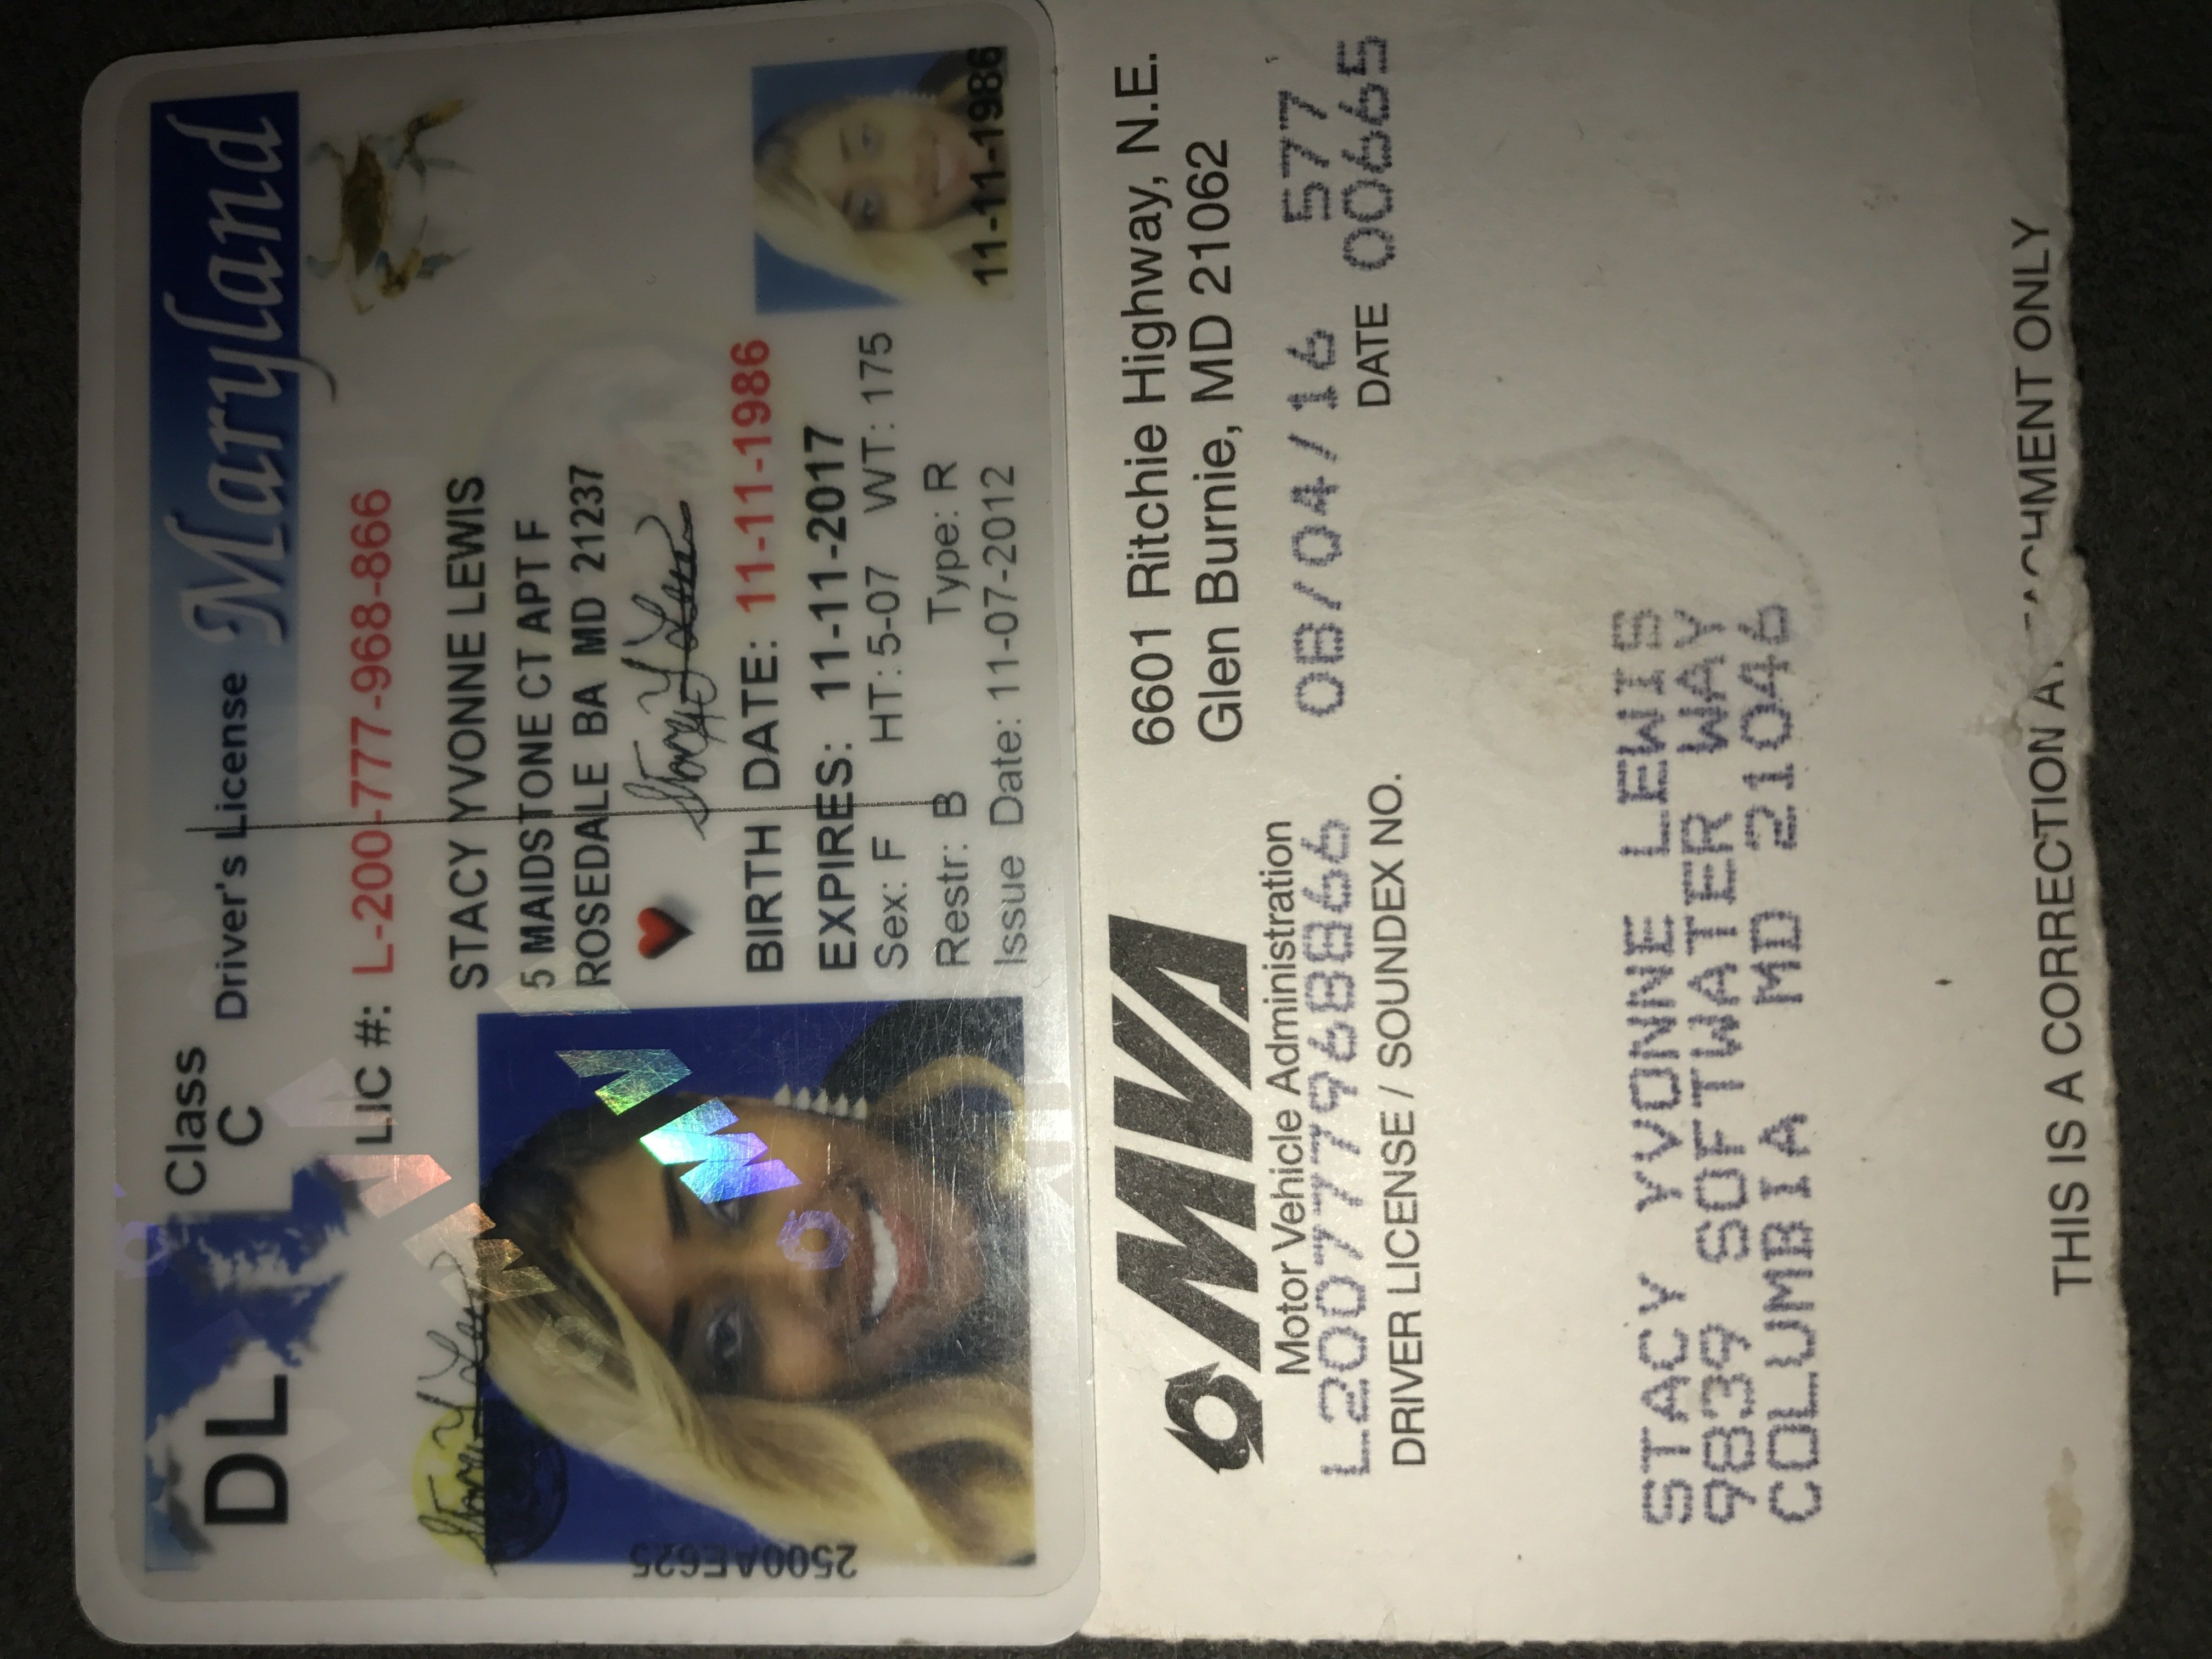 DL
Class
C
Driver's License
Maryland
LIC #: L-200-777-968-866
STACY YVONNE LEWIS
5 MAIDSTONE CT APT F
ROSEDALE BA MD 21237
BIRTH DATE: 11-11-1986
EXPIRES: 11-11-2017
Sex: F HT: 5-07 WT: 175
Restr: B Type: R
Issue Date: 11-07-2012
11-11-1986
2500AE625
MVA
Motor Vehicle Administration
6601 Ritchie Highway, N.E.
Glen Burnie, MD 21062
L200777968866 08/04/16 577
DRIVER LICENSE / SOUNDEX NO. DATE 00665
STACY YVONNE LEWIS
9839 SOFTWATER WAY
COLUMBIA MD 21046
THIS IS A CORRECTION ONLY